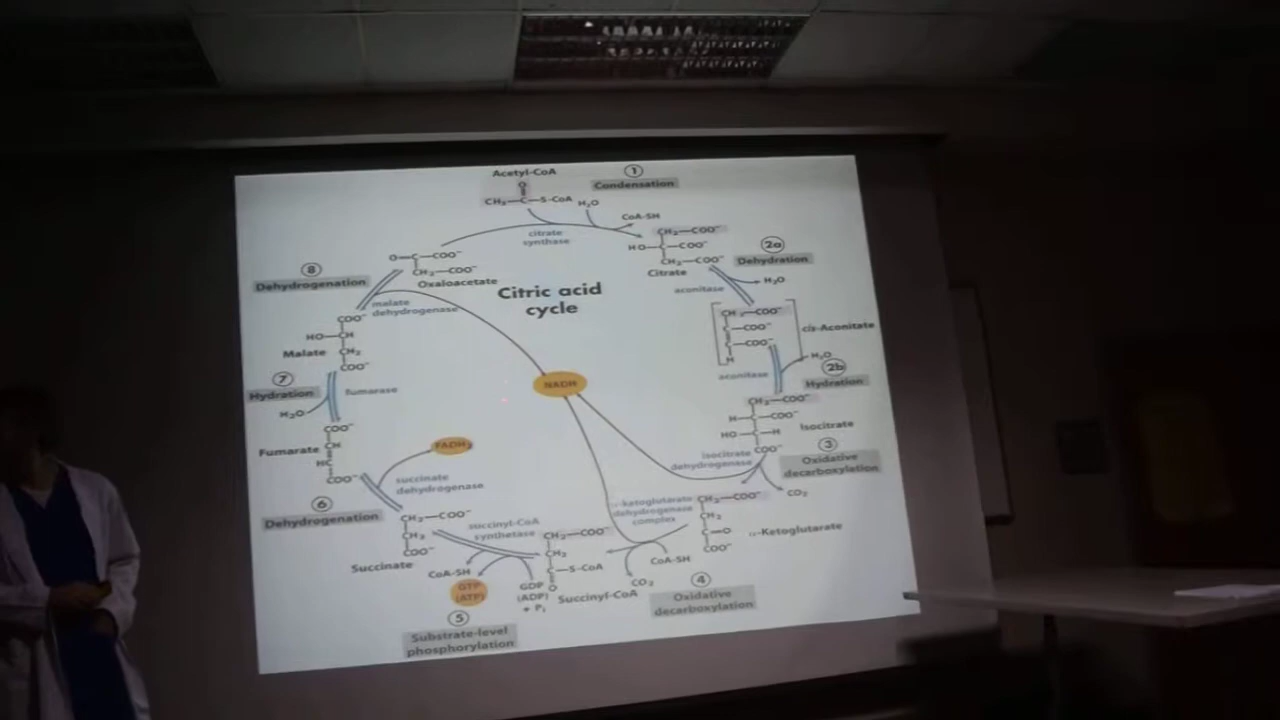 Acetyl-CoA
1
Condensation
O
CH₃—C—S-CoA
H₂O
CoA-SH
citrate
synthase
CH₂—COO⁻
HO—C—COO⁻
CH₂—COO⁻
Citrate
2a
Dehydration
H₂O
aconitase
O=C—COO⁻
CH₂—COO⁻
Oxaloacetate
8
Dehydrogenation
malate
dehydrogenase
Citric acid
cycle
CH₂—COO⁻
C—COO⁻
C—COO⁻
H
cis-Aconitate
COO⁻
HO—CH
CH₂
COO⁻
Malate
aconitase
H₂O
2b
Hydration
7
Hydration
H₂O
fumarase
NADH
CH₂—COO⁻
H—C—COO⁻
HO—C—H
COO⁻
Isocitrate
COO⁻
CH
HC
COO⁻
Fumarate
FADH₂
isocitrate
dehydrogenase
3
Oxidative
decarboxylation
CO₂
succinate
dehydrogenase
6
Dehydrogenation
CH₂—COO⁻
CH₂
COO⁻
Succinate
succinyl-CoA
synthetase
CH₂—COO⁻
CH₂
C—S-CoA
O
Succinyl-CoA
α-ketoglutarate
dehydrogenase
complex
CH₂—COO⁻
CH₂
C=O
COO⁻
α-Ketoglutarate
CoA-SH
CO₂
4
Oxidative
decarboxylation
CoA-SH
GTP
(ATP)
GDP
(ADP)
+ Pᵢ
5
Substrate-level
phosphorylation